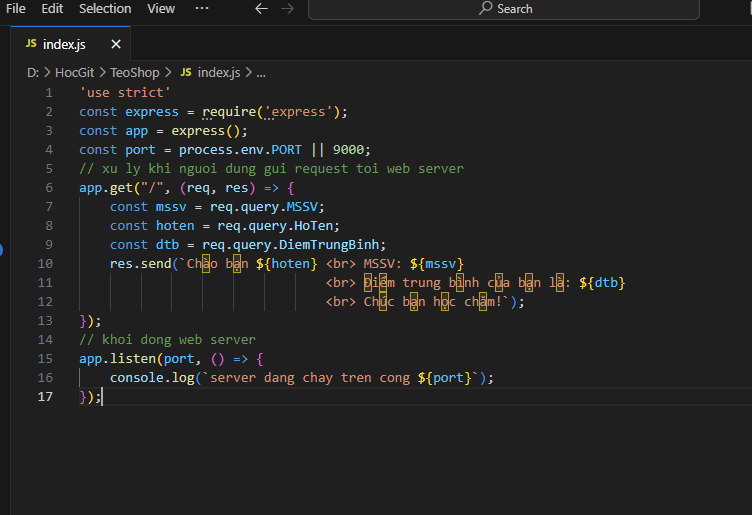 File Edit Selection View ··· ← → Search
JS index.js ×
D: > HocGit > TeoShop > JS index.js > ...
1 'use strict'
2 const express = require('express');
3 const app = express();
4 const port = process.env.PORT || 9000;
5 // xu ly khi nguoi dung gui request toi web server
6 app.get("/", (req, res) => {
7 const mssv = req.query.MSSV;
8 const hoten = req.query.HoTen;
9 const dtb = req.query.DiemTrungBinh;
10 res.send(`Chào bạn ${hoten} <br> MSSV: ${mssv}
11 <br> Điểm trung bình của bạn là: ${dtb}
12 <br> Chúc bạn học chăm!`);
13 });
14 // khoi dong web server
15 app.listen(port, () => {
16 console.log(`server dang chay tren cong ${port}`);
17 });